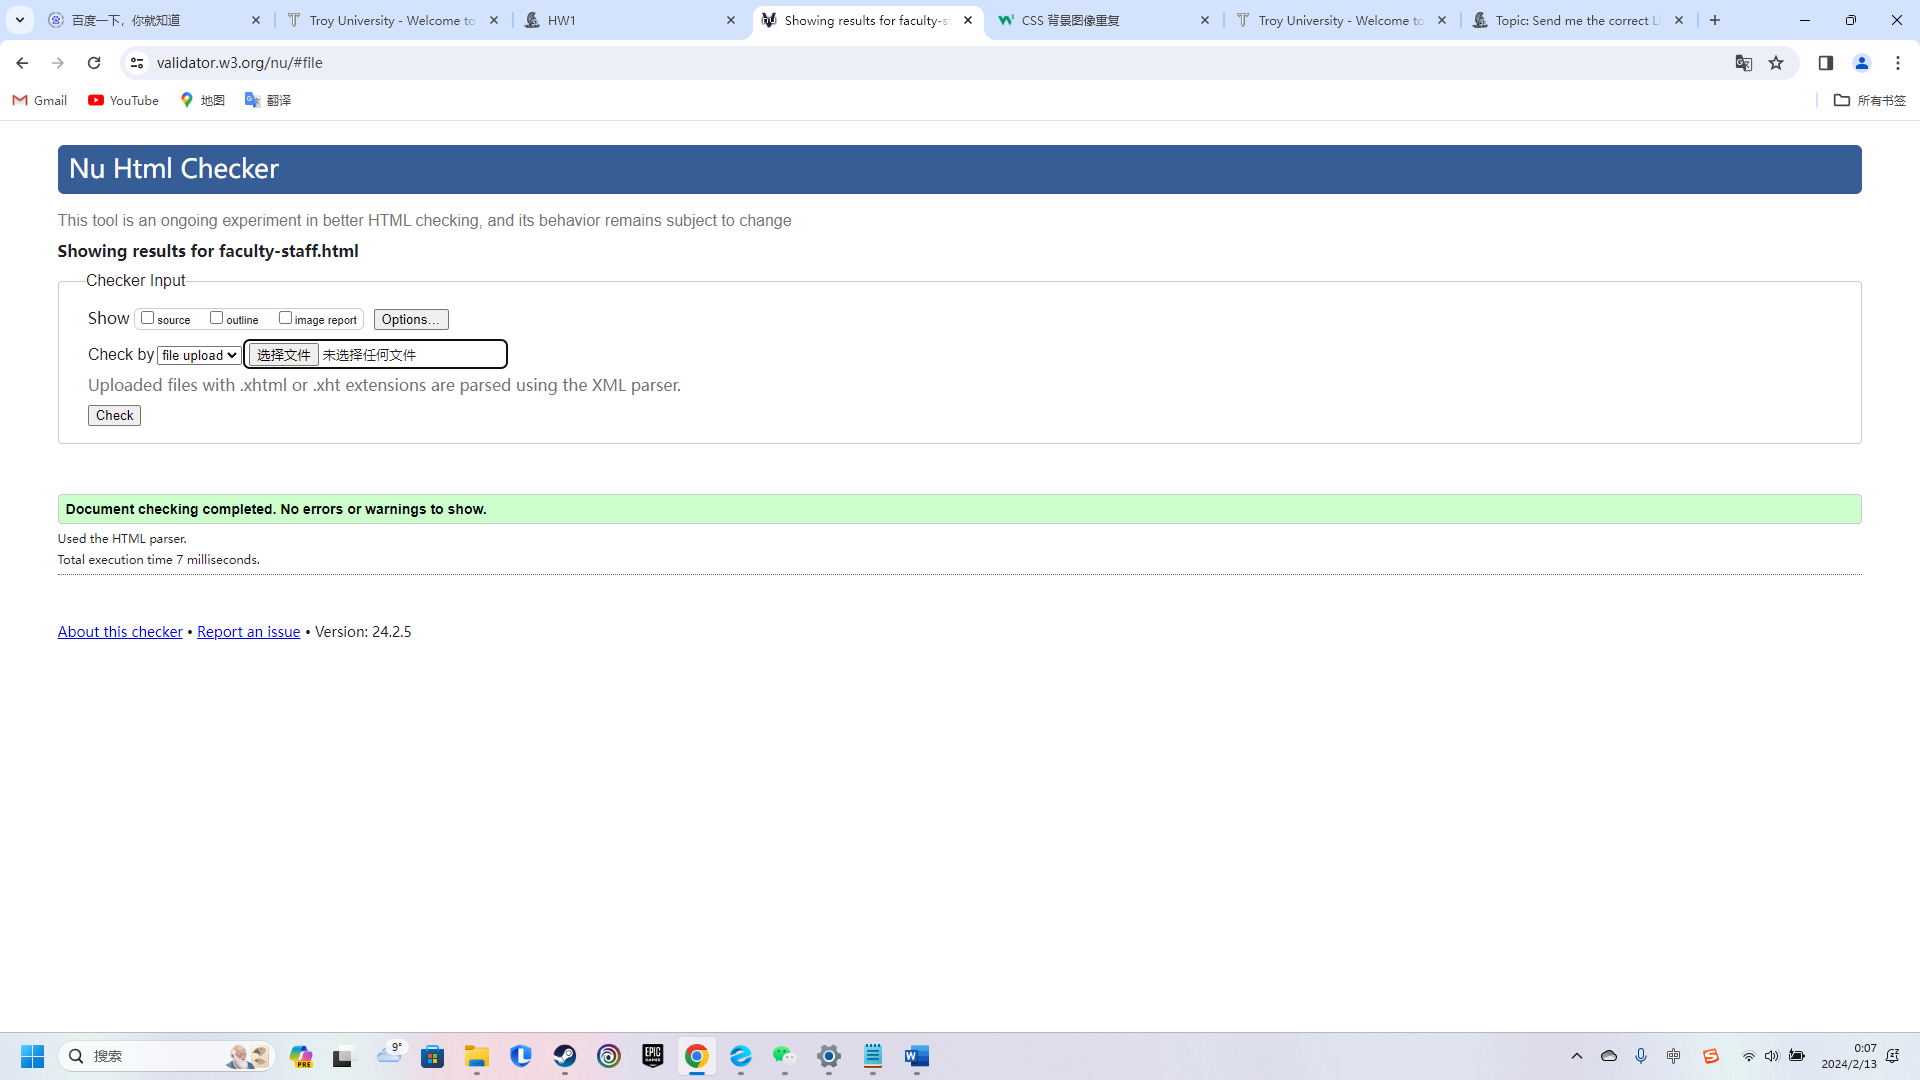 百度一下，你就知道
Troy University - Welcome to
HW1
Showing results for faculty-st
CSS 背景图像重复
Troy University - Welcome to
Topic: Send me the correct Li
validator.w3.org/nu/#file
Gmail
YouTube
地图
翻译
所有书签
Nu Html Checker
This tool is an ongoing experiment in better HTML checking, and its behavior remains subject to change
Showing results for faculty-staff.html
Checker Input
Show source outline image report Options...
Check by file upload 选择文件 未选择任何文件
Uploaded files with .xhtml or .xht extensions are parsed using the XML parser.
Check
Document checking completed. No errors or warnings to show.
Used the HTML parser.
Total execution time 7 milliseconds.
About this checker • Report an issue • Version: 24.2.5
搜索
PRE
9°
EPIC GAMES
W
中
0:07
2024/2/13